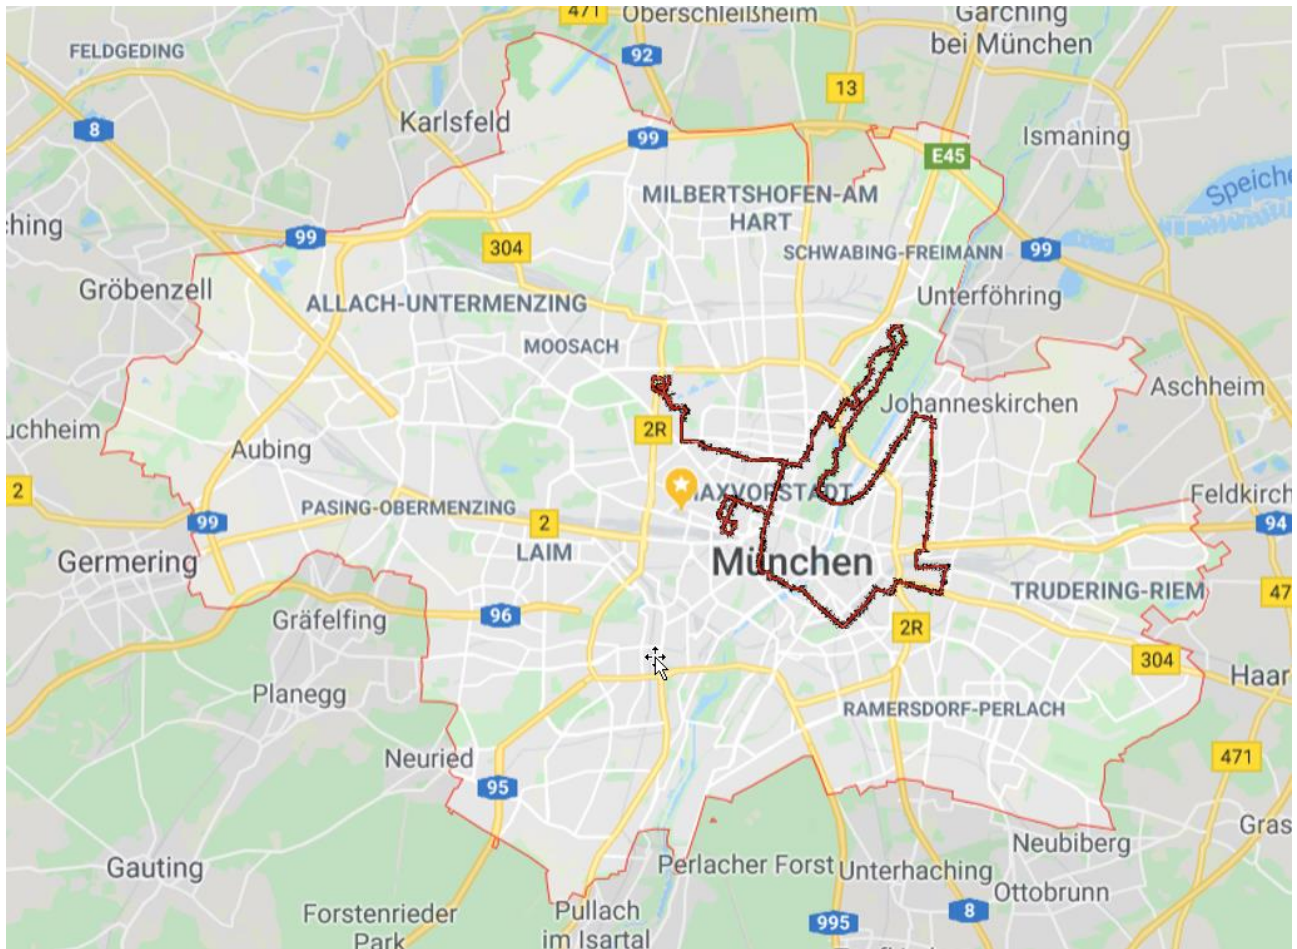 471
Oberschleißheim
Garching
bei München
FELDGEDING
92
13
Karlsfeld
8
99
Ismaning
E45
MILBERTSHOFEN-AM
HART
Speiche
ching
99
304
SCHWABING-FREIMANN
99
Gröbenzell
ALLACH-UNTERMENZING
Unterföhring
MOOSACH
Aschheim
Johanneskirchen
uchheim
2R
Aubing
2
MAXVORSTADT
Feldkirch
PASING-OBERMENZING
99
2
94
LAIM
München
Germering
TRUDERING-RIEM
47
96
Gräfelfing
2R
304
Haar
Planegg
RAMERSDORF-PERLACH
Neuried
471
95
Gras
Neubiberg
Gauting
Perlacher Forst
Unterhaching
Ottobrunn
Forstenrieder
Park
Pullach
im Isartal
995
8